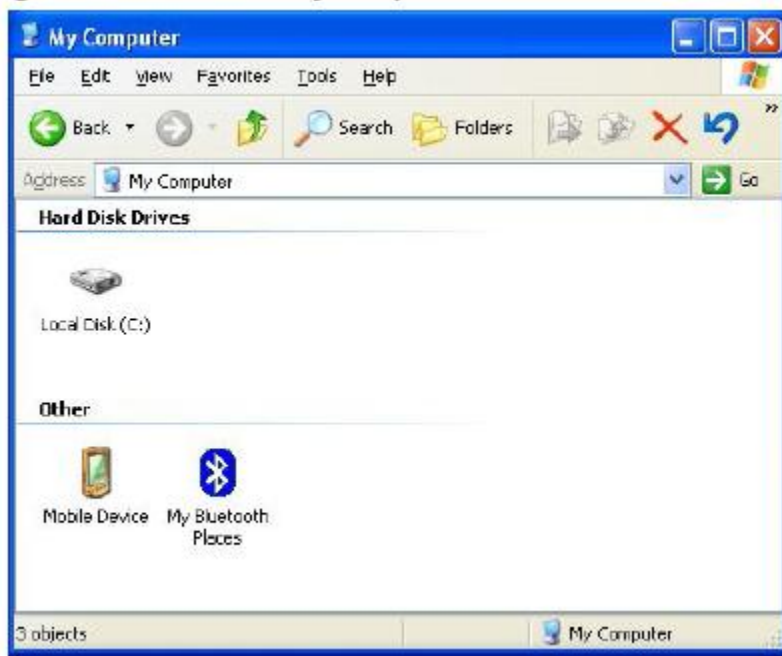 My Computer
File Edit View Favorites Tools Help
Back Search Folders »
Address My Computer Go
Hard Disk Drives
Local Disk (C:)
Other
Mobile Device My Bluetooth
Places
3 objects My Computer